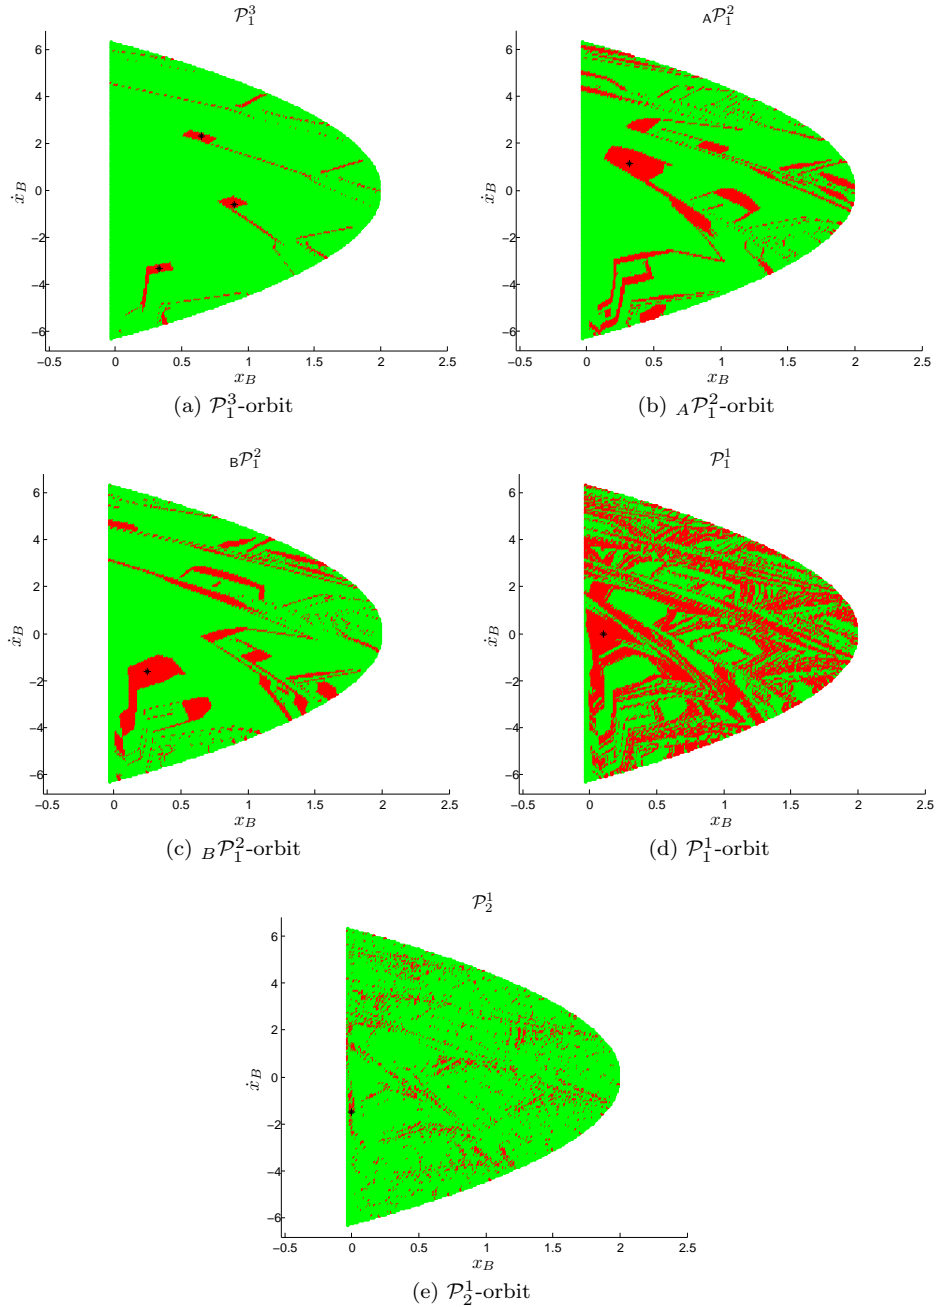 𝒫₁³
ẋ_B
6
4
2
0
−2
−4
−6
−0.5 0 0.5 1 1.5 2 2.5
x_B
(a) 𝒫₁³-orbit
_A𝒫₁²
ẋ_B
6
4
2
0
−2
−4
−6
−0.5 0 0.5 1 1.5 2 2.5
x_B
(b) _A𝒫₁²-orbit
_B𝒫₁²
ẋ_B
6
4
2
0
−2
−4
−6
−0.5 0 0.5 1 1.5 2 2.5
x_B
(c) _B𝒫₁²-orbit
𝒫₁¹
ẋ_B
6
4
2
0
−2
−4
−6
−0.5 0 0.5 1 1.5 2 2.5
x_B
(d) 𝒫₁¹-orbit
𝒫₂¹
ẋ_B
6
4
2
0
−2
−4
−6
−0.5 0 0.5 1 1.5 2 2.5
x_B
(e) 𝒫₂¹-orbit